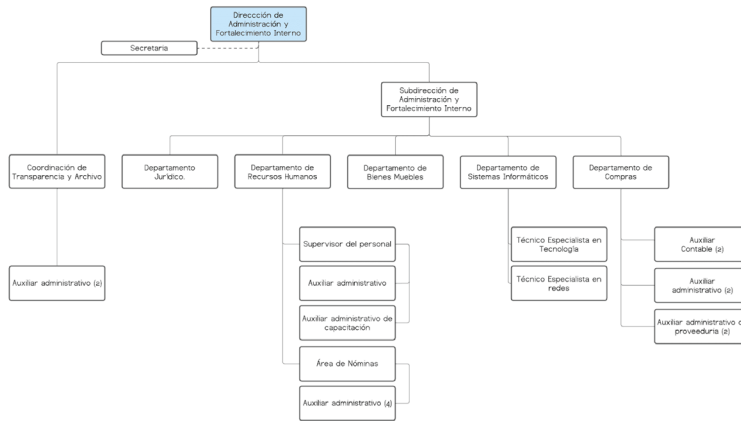 Direccción de
Administración y
Fortalecimiento Interno.
Secretaria
Subdirección de
Administración y
Fortalecimiento Interno
Coordinación de
Transparencia y Archivo
Departamento
Jurídico.
Departamento de
Recursos Humanos
Departamento de
Bienes Muebles
Departamento de
Sistemas Informáticos
Departamento de
Compras
Supervisor del personal
Técnico Especialista en
Tecnología
Auxiliar
Contable (2)
Auxiliar administrativo (2)
Auxiliar administrativo
Técnico Especialista en
redes
Auxiliar
administrativo (2)
Auxiliar administrativo de
capacitación
Auxiliar administrativo
proveeduria (2)
Área de Nóminas
Auxiliar administrativo (4)